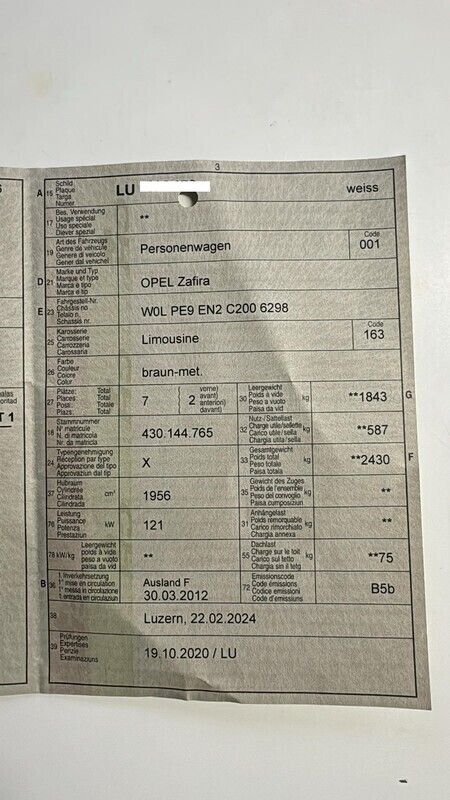 3
A 15 Schild
Plaque
Targa
Numer
LU
weiss
17 Bes. Verwendung
Usage spécial
Uso speciale
Diever spezial
**
19 Art des Fahrzeugs
Genre de véhicule
Genere di veicolo
Gener dal vehichel
Personenwagen
Code
001
D 21 Marke und Typ
Marque et type
Marca e tipo
Marca e tip
OPEL Zafira
E 23 Fahrgestell-Nr.
Châssis no
Telaio n.
Schassis nr.
W0L PE9 EN2 C200 6298
25 Karosserie
Carrosserie
Carrozzeria
Carossaria
Limousine
Code
163
26 Farbe
Couleur
Colore
Colur
braun-met.
27 Plätze: Total
Places: Total
Posti: Totale
Plazs: Total
7
2
vorne)
avant)
anteriori)
davant)
30 Leergewicht
Poids à vide
Peso a vuoto
Paisa da vid
kg
**1843
G
18 Stammnummer
N° matricule
N. di matricola
Nr. da matricla
430.144.765
32 Nutz-/Sattellast
Charge utile/sellette
Carico utile/sella
Chargia utila/sella
kg
**587
24 Typengenehmigung
Réception par type
Approvazione del tipo
Approvaziun dal tip
X
33 Gesamtgewicht
Poids total
Peso totale
Paisa totala
kg
**2430
F
37 Hubraum
Cylindrée
Cilindrata
Cilindrada
cm³
1956
35 Gewicht des Zuges
Poids de l'ensemble
Peso del convoglio
Paisa cumposiziun
kg
**
76 Leistung
Puissance
Potenza
Prestaziun
kW
121
31 Anhängelast
Poids remorquable
Carico rimorchiato
Chargia annexa
kg
**
78 kW/kg
Leergewicht
poids à vide
peso a vuoto
paisa da vid
**
55 Dachlast
Charge sur le toit
Carico sul tetto
Chargia sin il tetg
kg
**75
B 36 1. Inverkehrsetzung
1re mise en circulation
1a messa in circolazione
1. entrada en circulaziun
Ausland F
30.03.2012
72 Emissionscode
Code émissions
Codice emissioni
Code d'emissiuns
B5b
38
Luzern, 22.02.2024
39 Prüfungen
Expertises
Perizie
Examinaziuns
19.10.2020 / LU
T 1